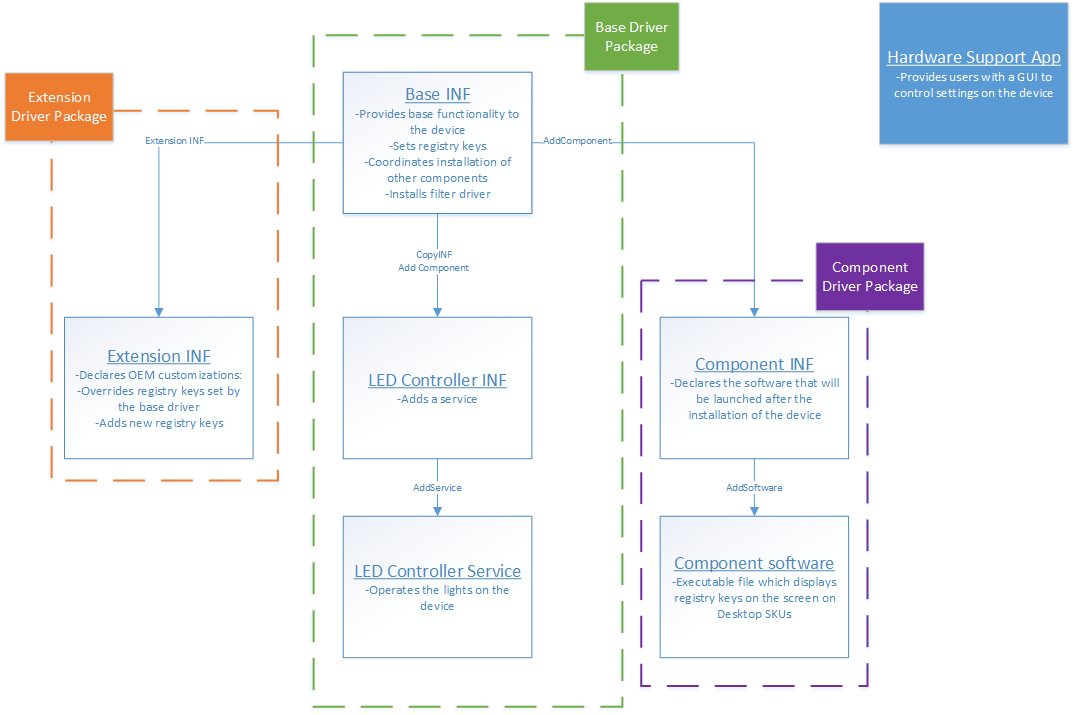 Base Driver
Package
Hardware Support App
-Provides users with a GUI to
control settings on the device
Extension
Driver Package
Base INF
-Provides base functionality to
the device
-Sets registry keys
-Coordinates installation of
other components
-Installs filter driver
Extension INF
AddComponent
CopyINF
Add Component
Component
Driver Package
Extension INF
-Declares OEM customizations:
-Overrides registry keys set by
the base driver
-Adds new registry keys
LED Controller INF
-Adds a service
Component INF
-Declares the software that will
be launched after the
installation of the device
AddService
AddSoftware
LED Controller Service
-Operates the lights on the
device
Component software
-Executable file which displays
registry keys on the screen on
Desktop SKUs